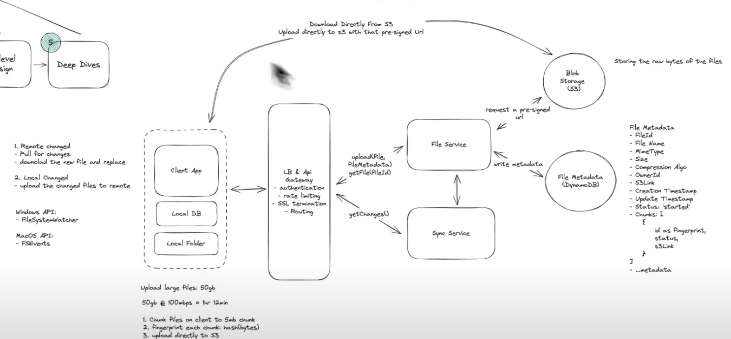 Download Directly From S3
Upload directly to s3 with that pre-signed Url
5
level
sign
Deep Dives
Blob
Storage
(S3)
Storing the raw bytes of the files
request a pre-signed
url
1. Remote changed
- Pull for changes
- download the new file and replace
2. Local Changed
- upload the changed files to remote
Windows API:
- FileSystemWatcher
MacOS API:
- FSEvents
Client App
Local DB
Local Folder
LB & Api
Gateway
- authentication
- rate limiting
- SSL termination
- Routing
upload(file,
fileMetadata)
getFile(fileId)
getChanges()
File Service
Sync Service
write metadata
File Metadata
(DynamoDB)
File Metadata
- FileId
- File Name
- MimeType
- Size
- Compression Algo
- OwnerId
- S3Link
- Creation Timestamp
- Update Timestamp
- Status: 'started'
- Chunks: [
{
id as fingerprint,
status,
s3Link
}
]
- ...metadata
Upload large files: 50gb
50gb @ 100mbps = 1hr 12min
1. Chunk files on client to 5mb chunk
2. fingerprint each chunk: hash(bytes)
3. upload directly to S3